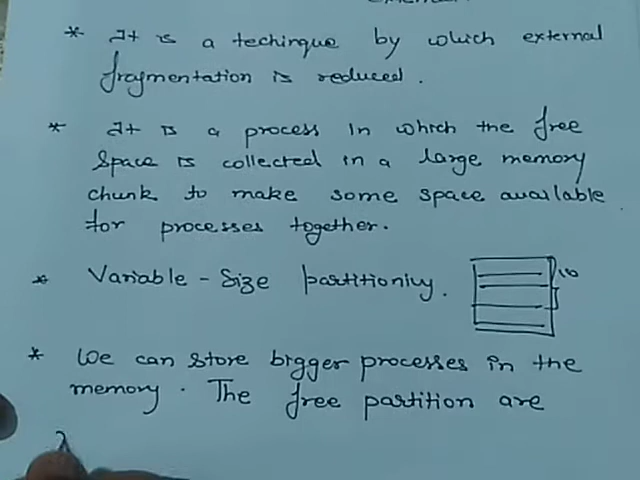 * It is a techinque by which external
fragmentation is reduced.
* It is a process in which the free
space is collected in a large memory
chunk to make some space available
for processes together.
* Variable - Size partitioning.
* We can store bigger processes in the
memory. The free partition are